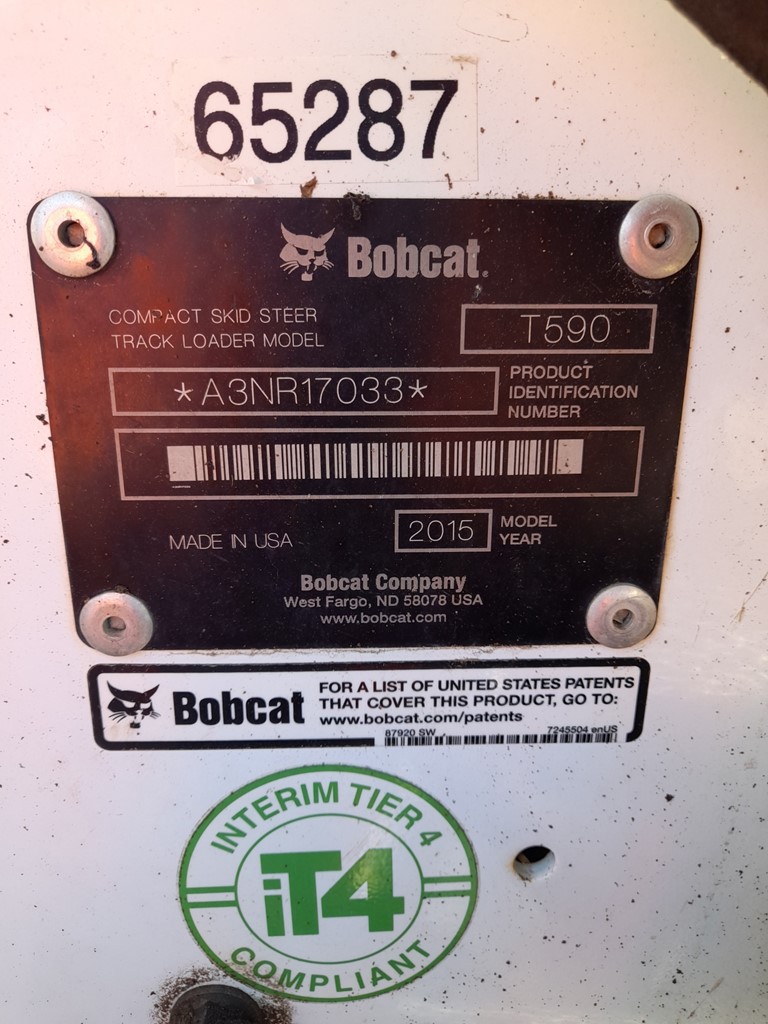 65287
Bobcat.
COMPACT SKID STEER
TRACK LOADER MODEL
T590
*A3NR17033*
PRODUCT
IDENTIFICATION
NUMBER
MADE IN USA
2015
MODEL
YEAR
Bobcat Company
West Fargo, ND 58078 USA
www.bobcat.com
Bobcat
FOR A LIST OF UNITED STATES PATENTS
THAT COVER THIS PRODUCT, GO TO:
www.bobcat.com/patents
87920 SW
7245504 enUS
INTERIM TIER 4
iT4
COMPLIANT